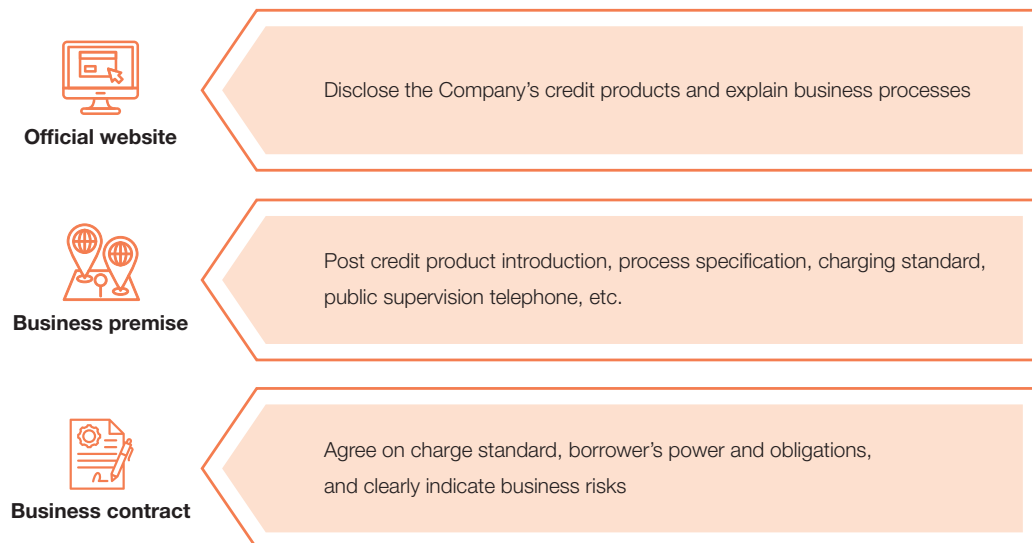 Official website
Disclose the Company’s credit products and explain business processes
Business premise
Post credit product introduction, process specification, charging standard,
public supervision telephone, etc.
Business contract
Agree on charge standard, borrower’s power and obligations,
and clearly indicate business risks